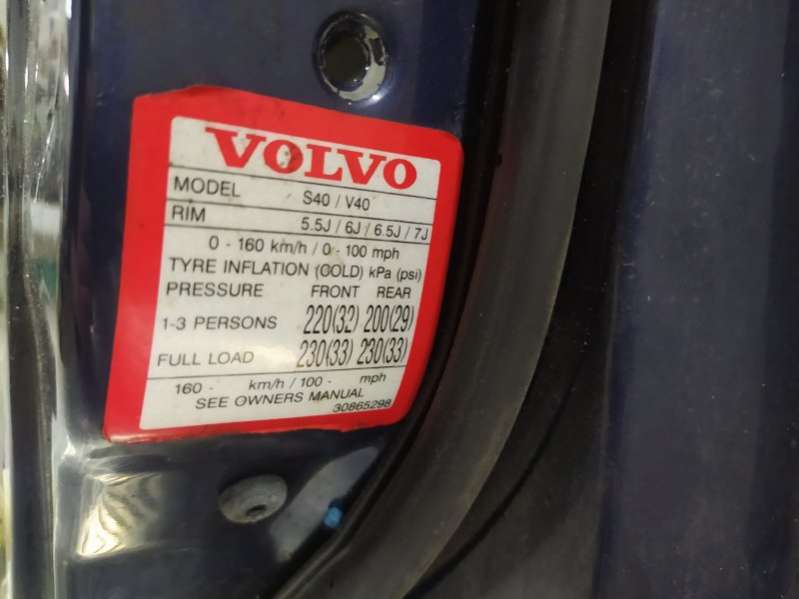 VOLVO
MODEL S40 / V40
RIM 5.5J / 6J / 6.5J / 7J
0 - 160 km/h / 0 - 100 mph
TYRE INFLATION (COLD) kPa (psi)
PRESSURE FRONT REAR
1-3 PERSONS 220(32) 200(29)
FULL LOAD 230(33) 230(33)
160 - km/h / 100 - mph
SEE OWNERS MANUAL
30865298